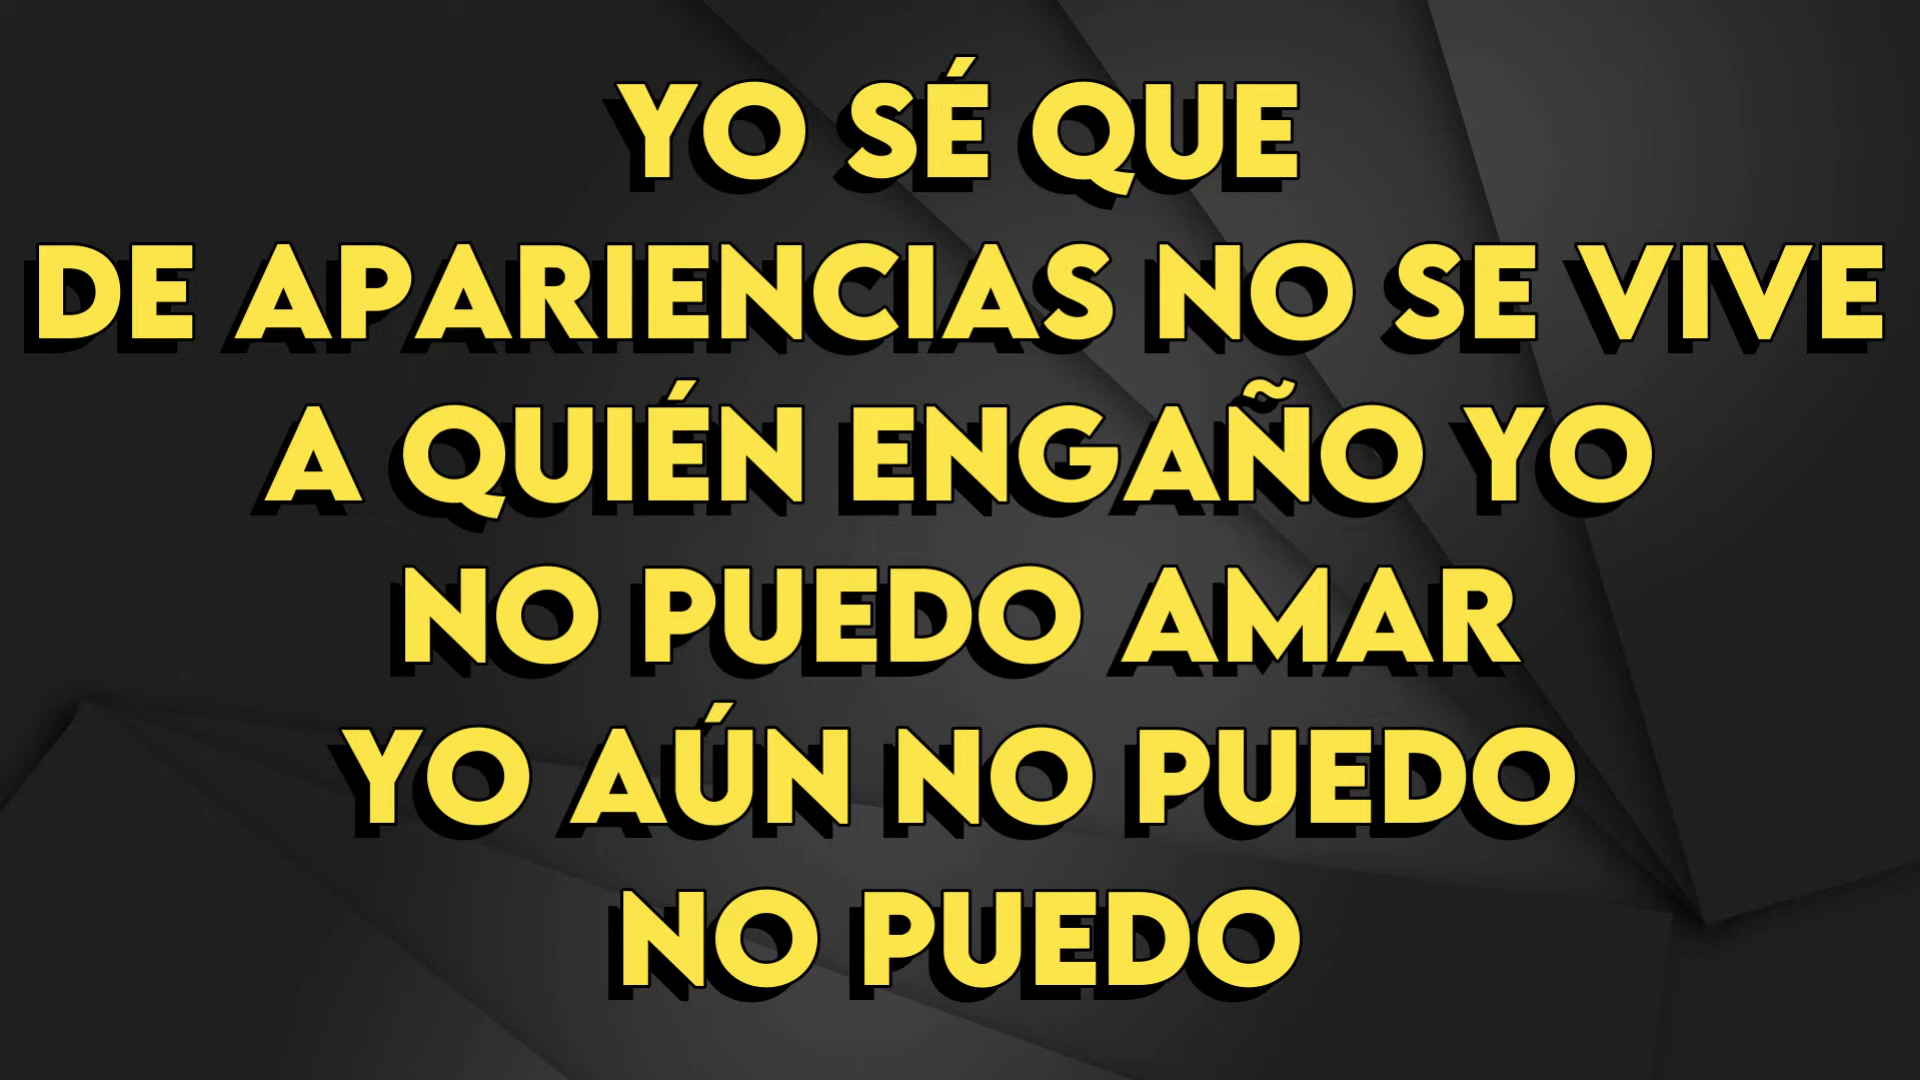 YO SÉ QUE
DE APARIENCIAS NO SE VIVE
A QUIÉN ENGAÑO YO
NO PUEDO AMAR
YO AÚN NO PUEDO
NO PUEDO